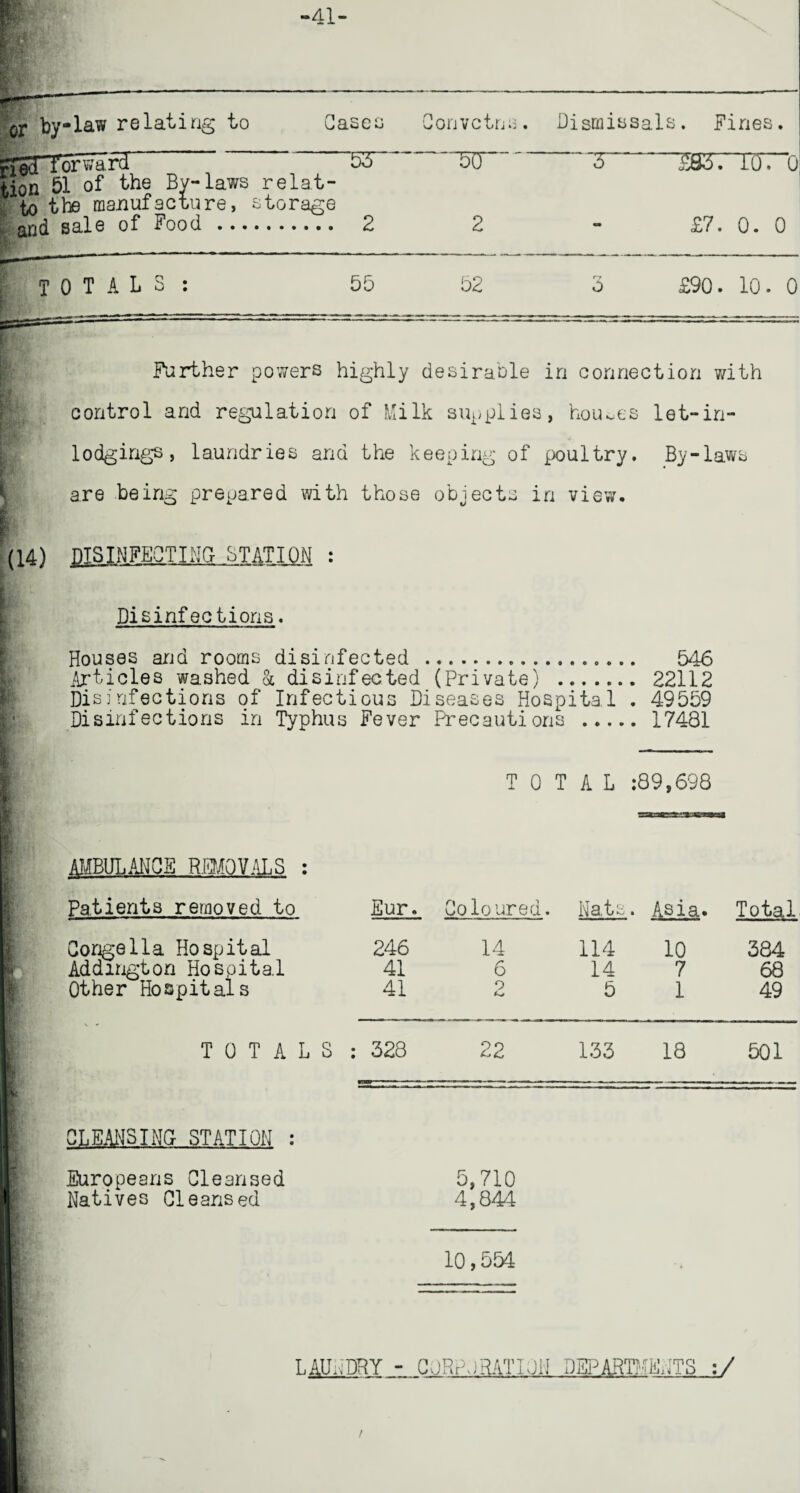 -41-
or by-law relating to Cases Convctns. Dismissals. Fines.
ried forward 53 50 3 £83. 10. 0
tion 51 of the By-laws relat-
to the manufacture, storage
and sale of Food ........... 2 2 - £7. 0. 0
TOTALS : 55 52 3 £90. 10. 0
Further powers highly desirable in connection with
control and regulation of Milk supplies, houses let-in-
lodgings, laundries and the keeping of poultry. By-laws
are being prepared with those objects in view.
(14) DISINFECTING STATION :
Disinfections.
Houses and rooms disinfected ................... 546
Articles washed & disinfected (Private) ....... 22112
Disinfections of Infectious Diseases Hospital . 49559
Disinfections in Typhus Fever Precautions ..... 17481
TOTAL :89,698
AMBULANCE REMOVALS :
Patients removed to Eur. Coloured. Nats. Asia. Total
Congella Hospital 246 14 114 10 384
Addington Hospital 41 6 14 7 68
Other Hospitals 41 2 5 1 49
TOTALS : 328 22 133 18 501
CLEANSING STATION :
Europeans Cleansed 5,710
Natives Cleansed 4,844
10,554
LAUNDRY - CORPORATION DEPARTMENTS :/